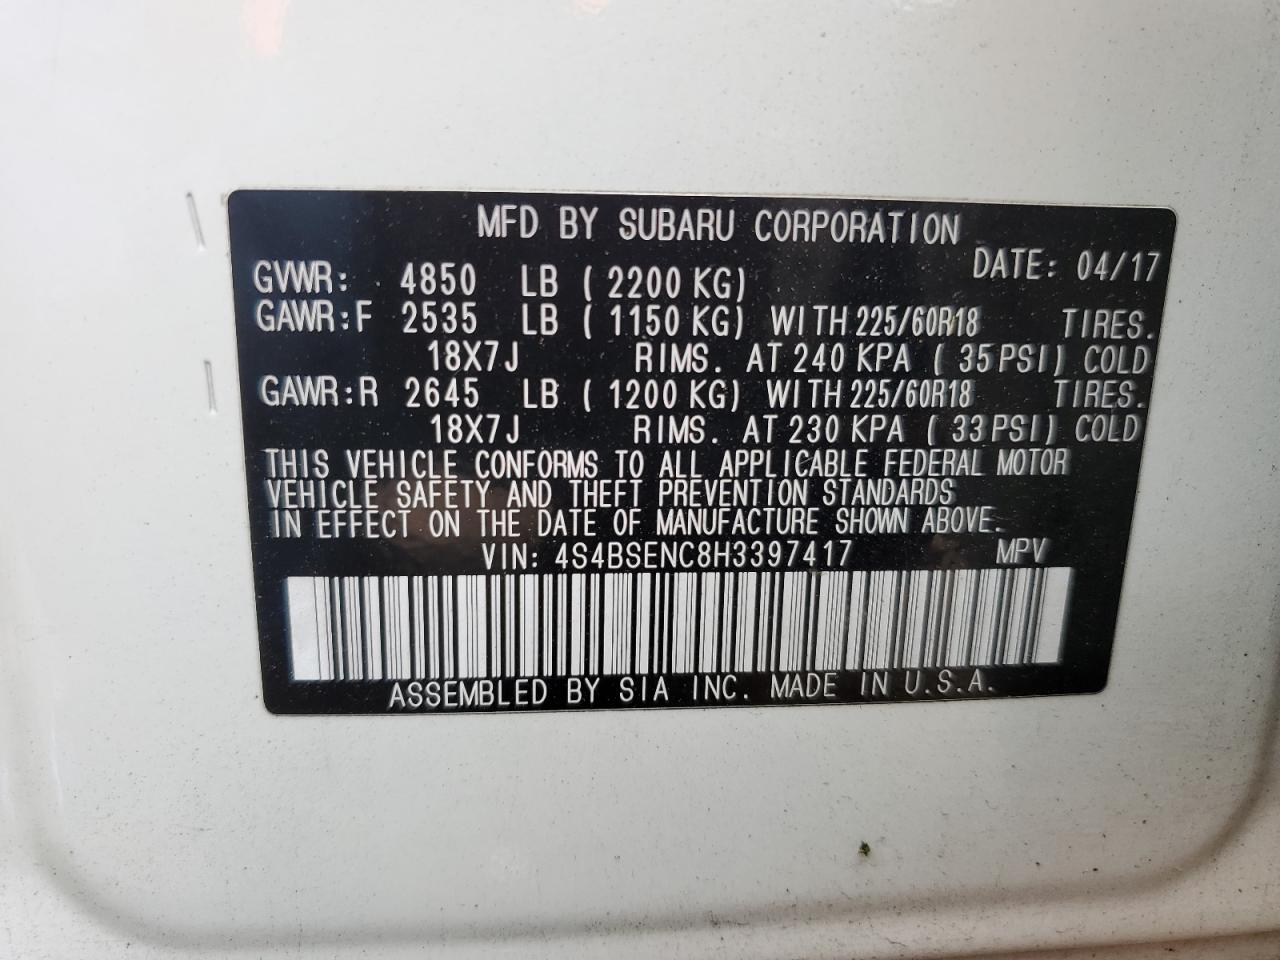 MFD BY SUBARU CORPORATION
DATE: 04/17
GVWR: 4850 LB ( 2200 KG)
GAWR:F 2535 LB ( 1150 KG) WITH 225/60R18 TIRES.
18X7J RIMS. AT 240 KPA ( 35 PSI) COLD
GAWR:R 2645 LB ( 1200 KG) WITH 225/60R18 TIRES.
18X7J RIMS. AT 230 KPA ( 33 PSI) COLD
THIS VEHICLE CONFORMS TO ALL APPLICABLE FEDERAL MOTOR
VEHICLE SAFETY AND THEFT PREVENTION STANDARDS
IN EFFECT ON THE DATE OF MANUFACTURE SHOWN ABOVE.
VIN: 4S4BSENC8H3397417 MPV
ASSEMBLED BY SIA INC. MADE IN U.S.A.